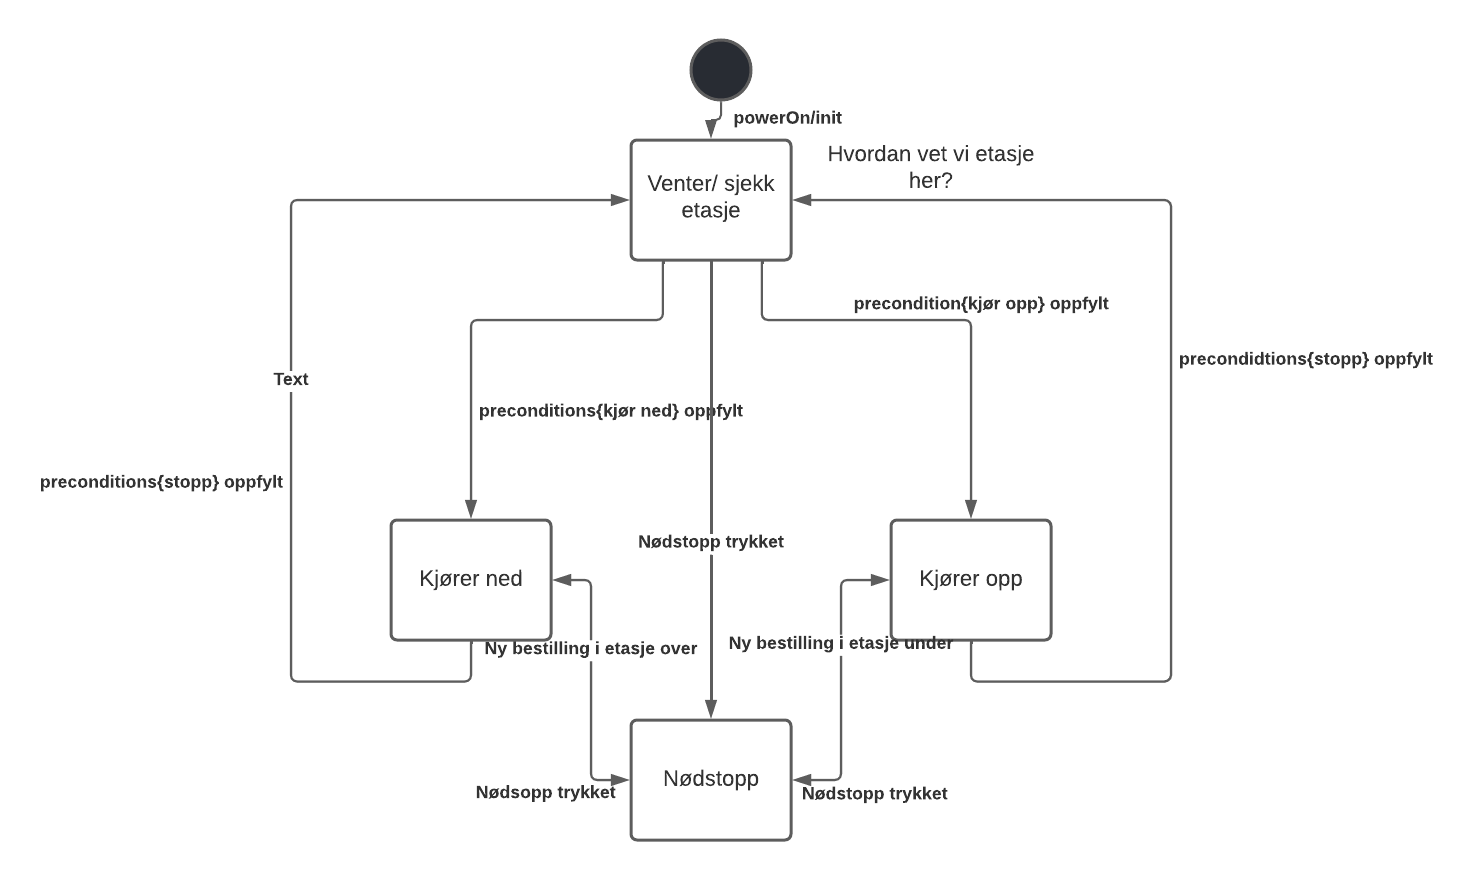 powerOn/init
Hvordan vet vi etasje
her?
Venter/ sjekk
etasje
precondition{kjør opp} oppfylt
precondidtions{stopp} oppfylt
Text
preconditions{kjør ned} oppfylt
preconditions{stopp} oppfylt
Nødstopp trykket
Kjører ned
Kjører opp
Ny bestilling i etasje over
Ny bestilling i etasje under
Nødstopp
Nødsopp trykket
Nødstopp trykket